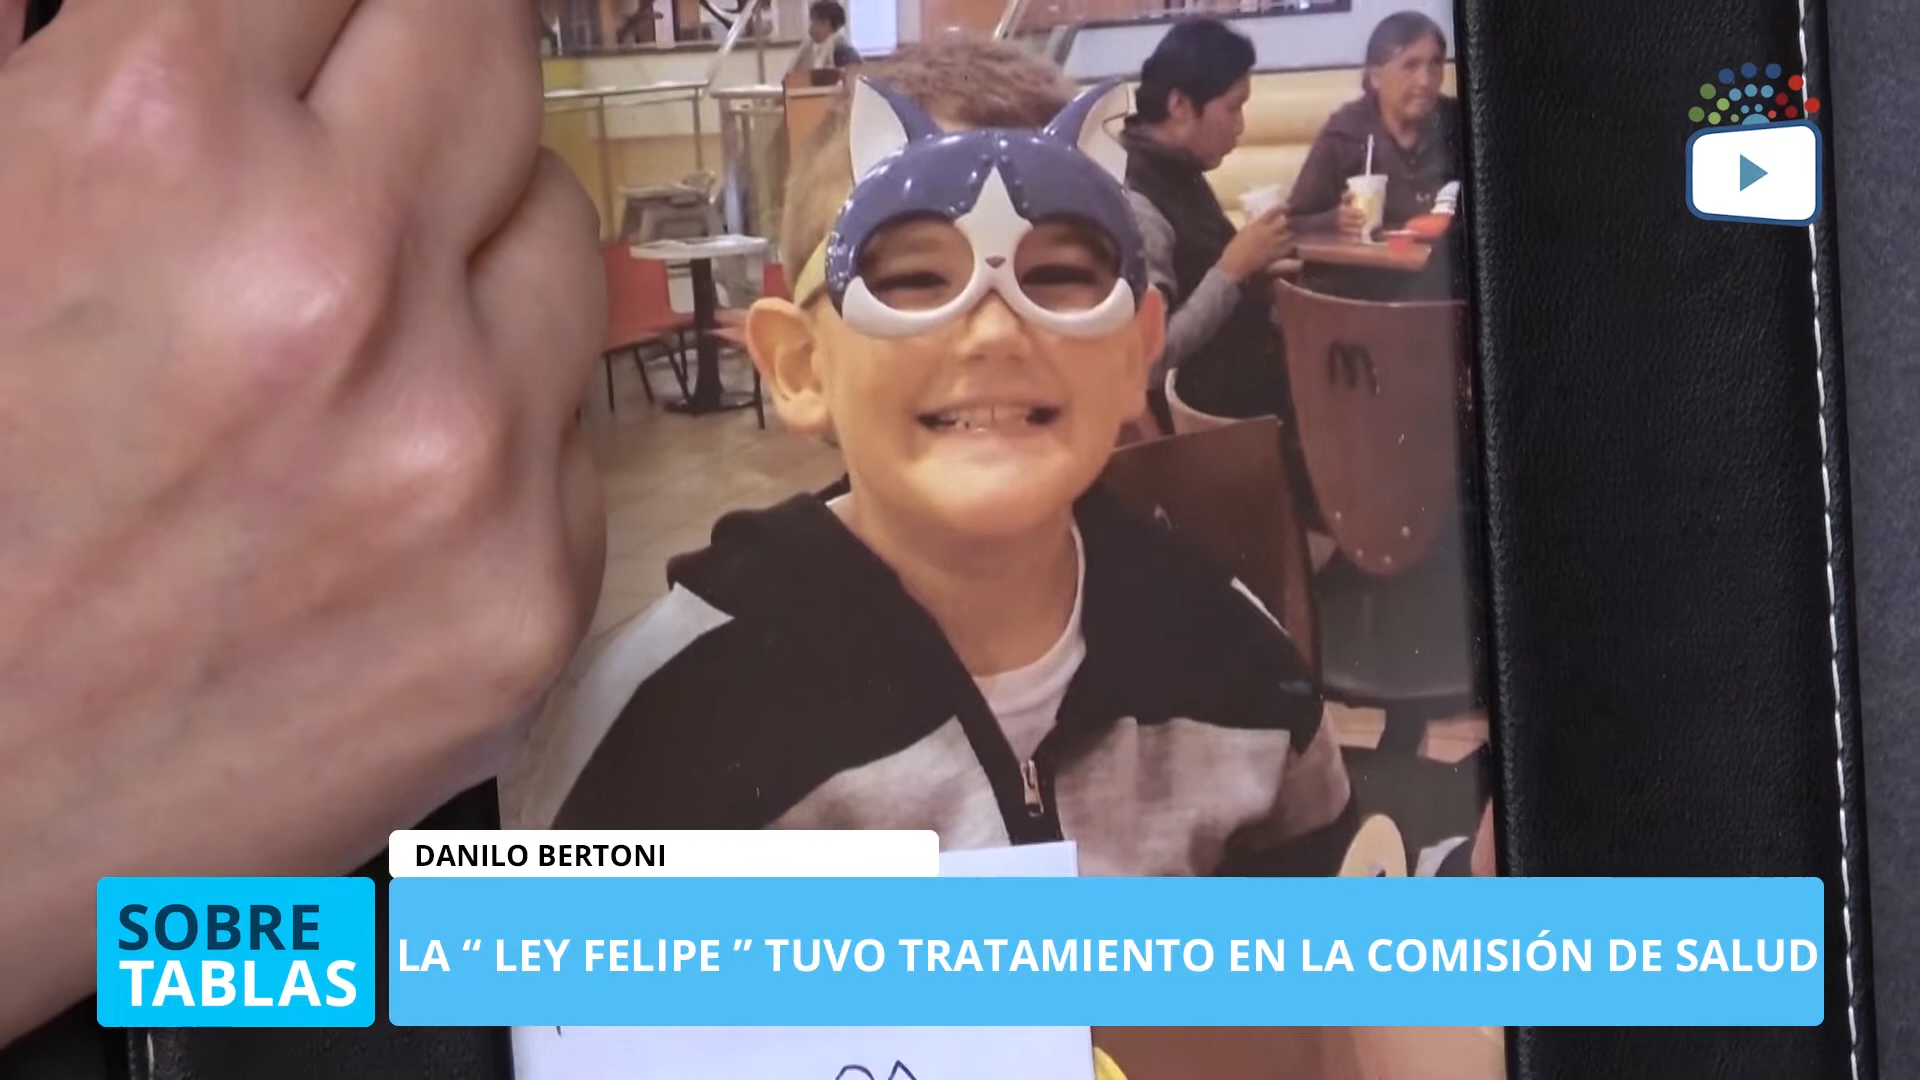 DANILO BERTONI
SOBRE
TABLAS
LA “ LEY FELIPE ” TUVO TRATAMIENTO EN LA COMISIÓN DE SALUD